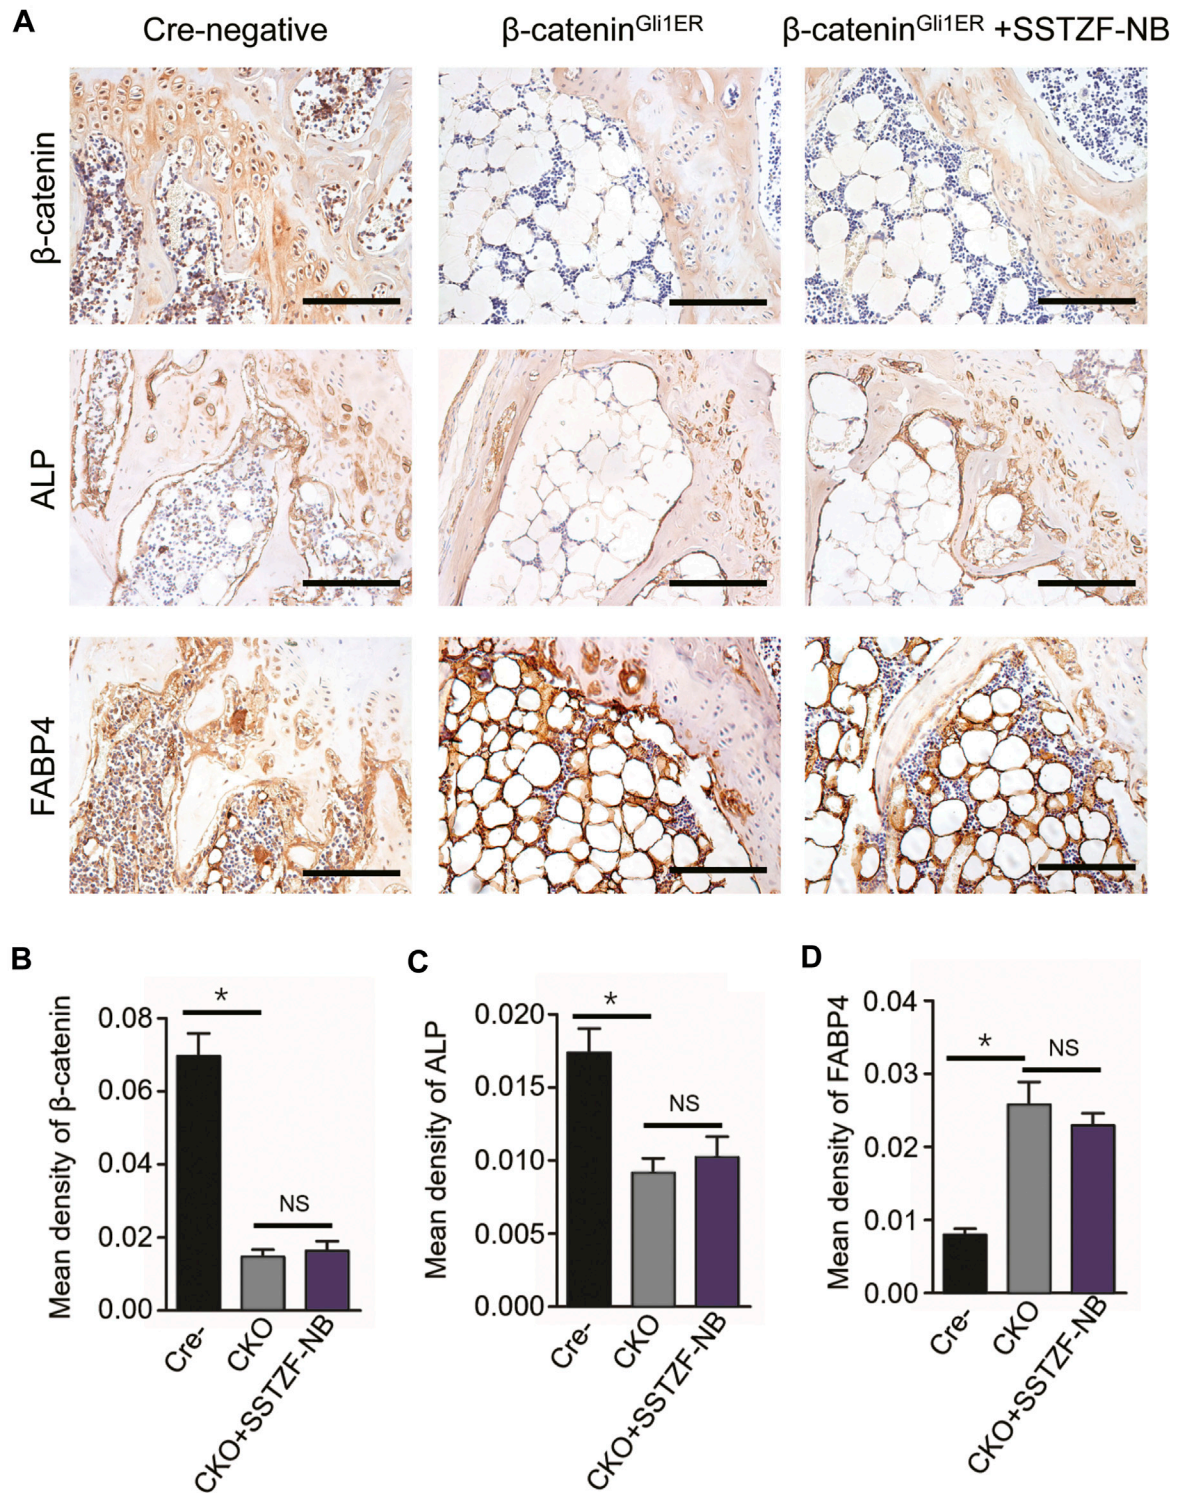 A
Cre-negative
β-catenin^Gli1ER
β-catenin^Gli1ER +SSTZF-NB
β-catenin
ALP
FABP4
B
Mean density of β-catenin
0.08
0.06
0.04
0.02
0.00
*
NS
Cre-
CKO
CKO+SSTZF-NB
C
Mean density of ALP
0.020
0.015
0.010
0.005
0.000
*
NS
Cre-
CKO
CKO+SSTZF-NB
D
Mean density of FABP4
0.04
0.03
0.02
0.01
0.00
*
NS
Cre-
CKO
CKO+SSTZF-NB